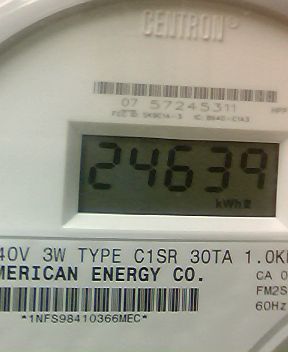 CENTRON®
07 57245311
24639
kWh
40V 3W TYPE C1SR 30TA 1.0K
MERICAN ENERGY CO.
CA 0
FM2S
60Hz
*1NFS98410366MEC*